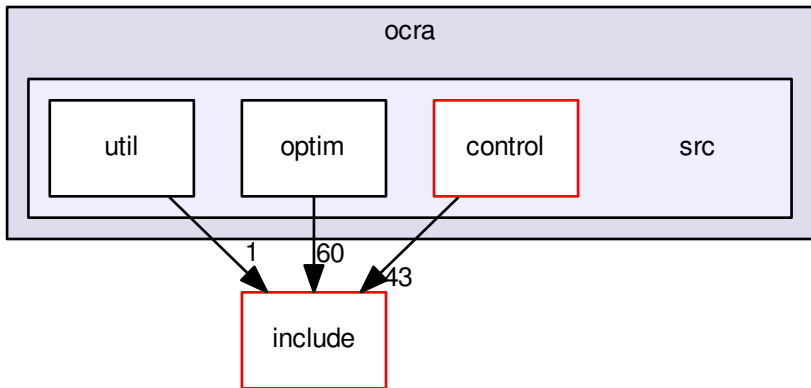 ocra
util
optim
control
src
1
60
43
include